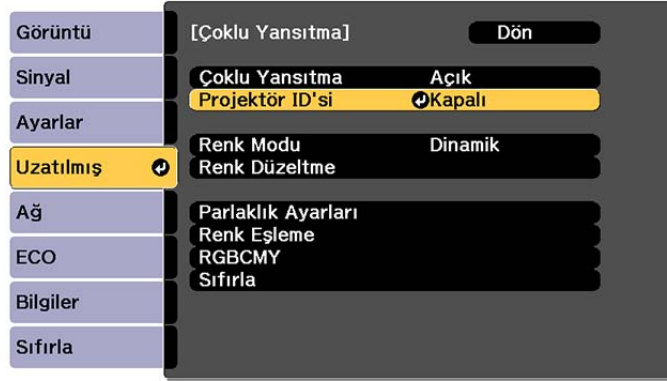 Görüntü
Sinyal
Ayarlar
Uzatılmış
Ağ
ECO
Bilgiler
Sıfırla
[Çoklu Yansıtma] Dön
Çoklu Yansıtma Açık
Projektör ID'si Kapalı
Renk Modu Dinamik
Renk Düzeltme
Parlaklık Ayarları
Renk Eşleme
RGBCMY
Sıfırla